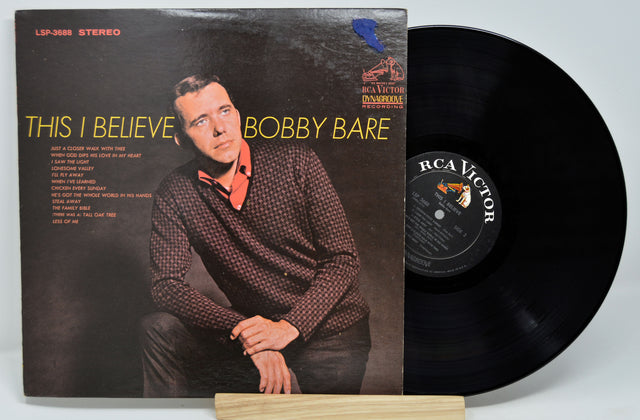 LSP-3688 STEREO
RCA VICTOR
DYNAGROOVE
RECORDING
THIS I BELIEVE BOBBY BARE
JUST A CLOSER WALK WITH THEE
WHEN GOD DIPS HIS LOVE IN MY HEART
I SAW THE LIGHT
LONESOME VALLEY
I'LL FLY AWAY
WHEN I'VE LEARNED
CHICKEN EVERY SUNDAY
HE'S GOT THE WHOLE WORLD IN HIS HANDS
STEAL AWAY
THE FAMILY BIBLE
(THERE WAS A) TALL OAK TREE
LESS OF ME
RCA VICTOR
THIS I BELIEVE